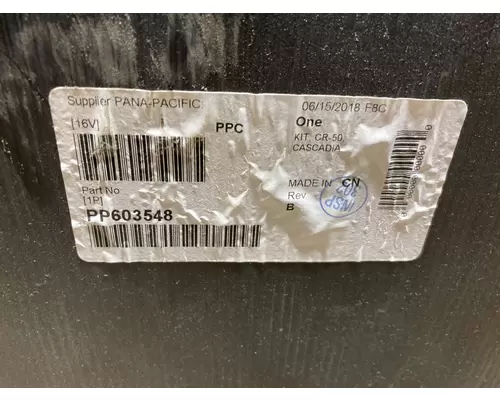 Supplier PANA-PACIFIC
[16V]
PPC
Part No
[1P]
PP603548
06/15/2018 F8C
One
KIT, CR-50,
CASCADIA
MADE IN CN
Rev
B
INSP